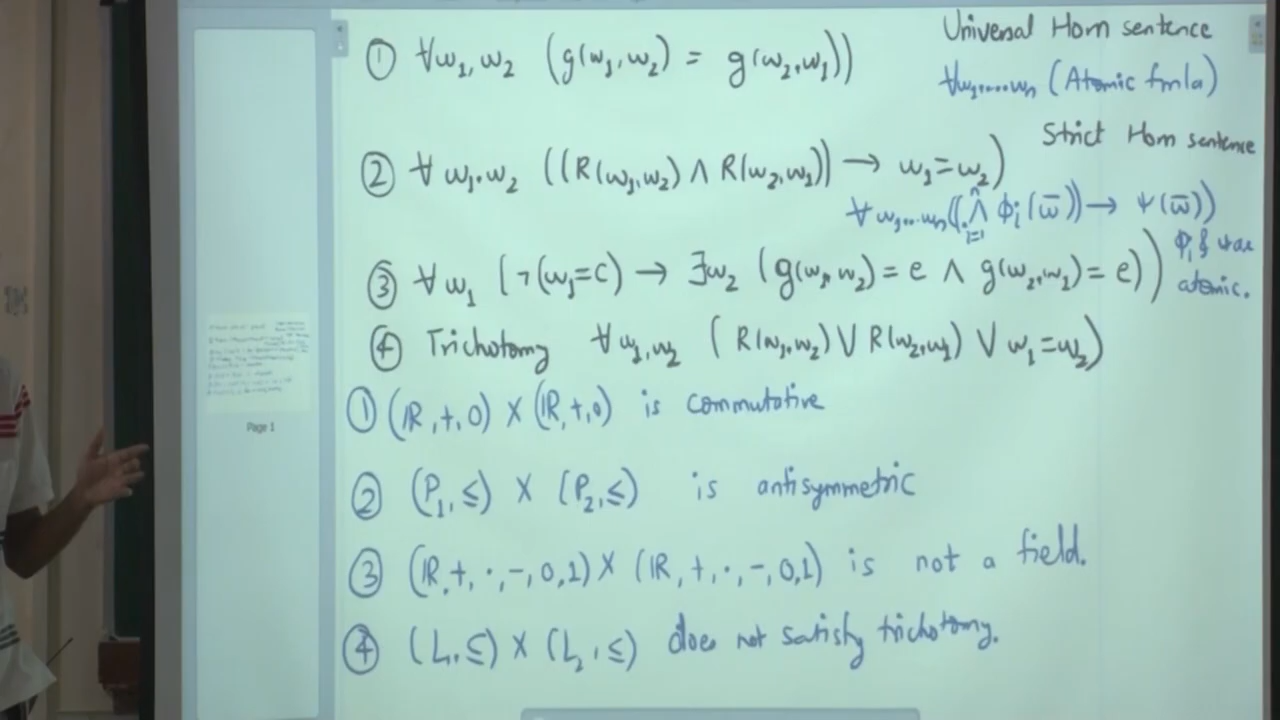 ① ∀w₁,w₂ (g(w₁,w₂) = g(w₂,w₁))
Universal Horn sentence
∀w₁,...,wₙ (Atomic fmla)
Strict Horn sentence
② ∀ w₁,w₂ ((R(w₁,w₂) ∧ R(w₂,w₁)) → w₁=w₂)
∀w₁,...wₙ((⋀ⁿᵢ₌₁ ϕᵢ(w̅)) → ψ(w̅))
ϕᵢ & ψ are
atomic.
③ ∀ w₁ (¬(w₁=c) → ∃w₂ (g(w₁,w₂) = e ∧ g(w₂,w₁) = e))
④ Trichotomy ∀w₁,w₂ (R(w₁,w₂) ∨ R(w₂,w₁) ∨ w₁=w₂)
① (ℝ,+,0) × (ℝ,+,0) is commutative
② (P₁,≤) × (P₂,≤) is antisymmetric
③ (ℝ,+,·,-,0,1) × (ℝ,+,·,-,0,1) is not a field.
④ (L₁,≤) × (L₂,≤) does not satisfy trichotomy.
Page 1